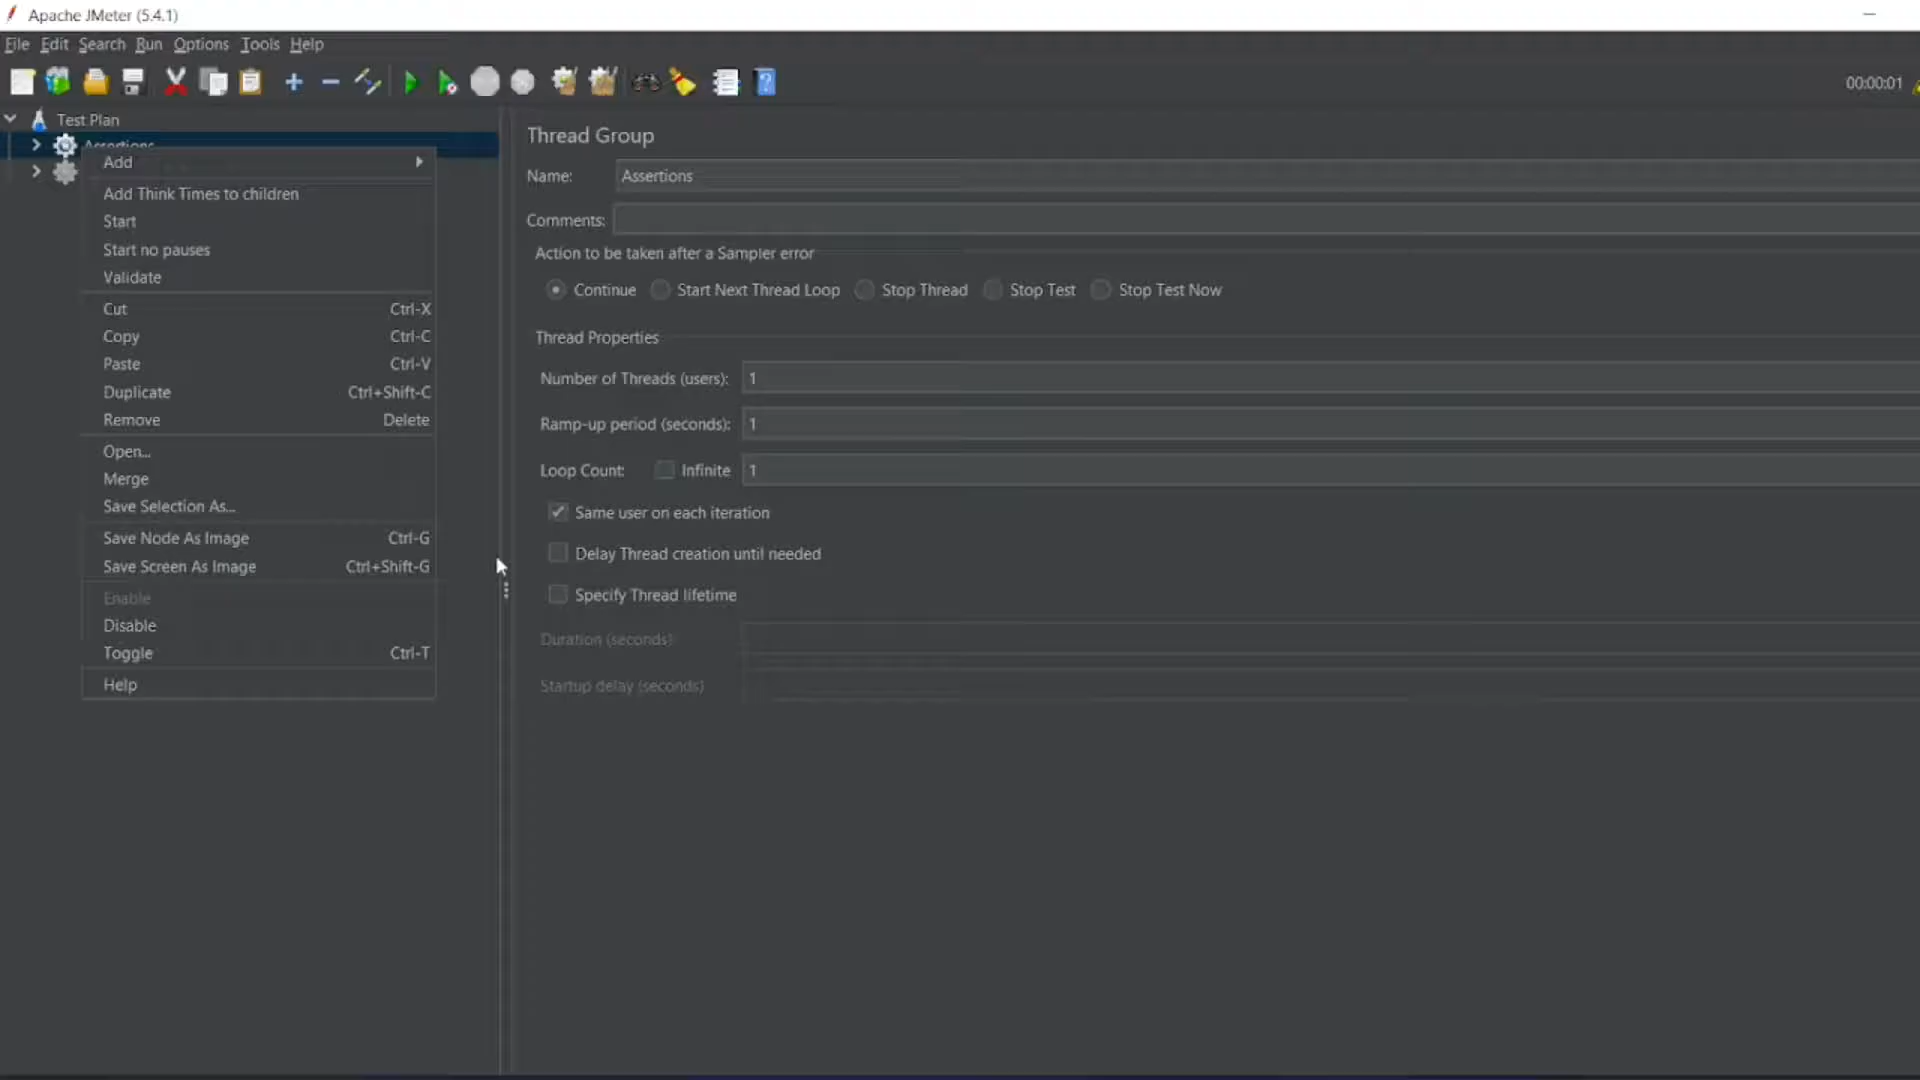 Apache JMeter (5.4.1)
File Edit Search Run Options Tools Help
00:00:01
Test Plan
Assertions
Add
Add Think Times to children
Start
Start no pauses
Validate
Cut Ctrl-X
Copy Ctrl-C
Paste Ctrl-V
Duplicate Ctrl+Shift-C
Remove Delete
Open...
Merge
Save Selection As...
Save Node As Image Ctrl-G
Save Screen As Image Ctrl+Shift-G
Enable
Disable
Toggle Ctrl-T
Help
Thread Group
Name: Assertions
Comments:
Action to be taken after a Sampler error
Continue Start Next Thread Loop Stop Thread Stop Test Stop Test Now
Thread Properties
Number of Threads (users): 1
Ramp-up period (seconds): 1
Loop Count: Infinite 1
Same user on each iteration
Delay Thread creation until needed
Specify Thread lifetime
Duration (seconds)
Startup delay (seconds)